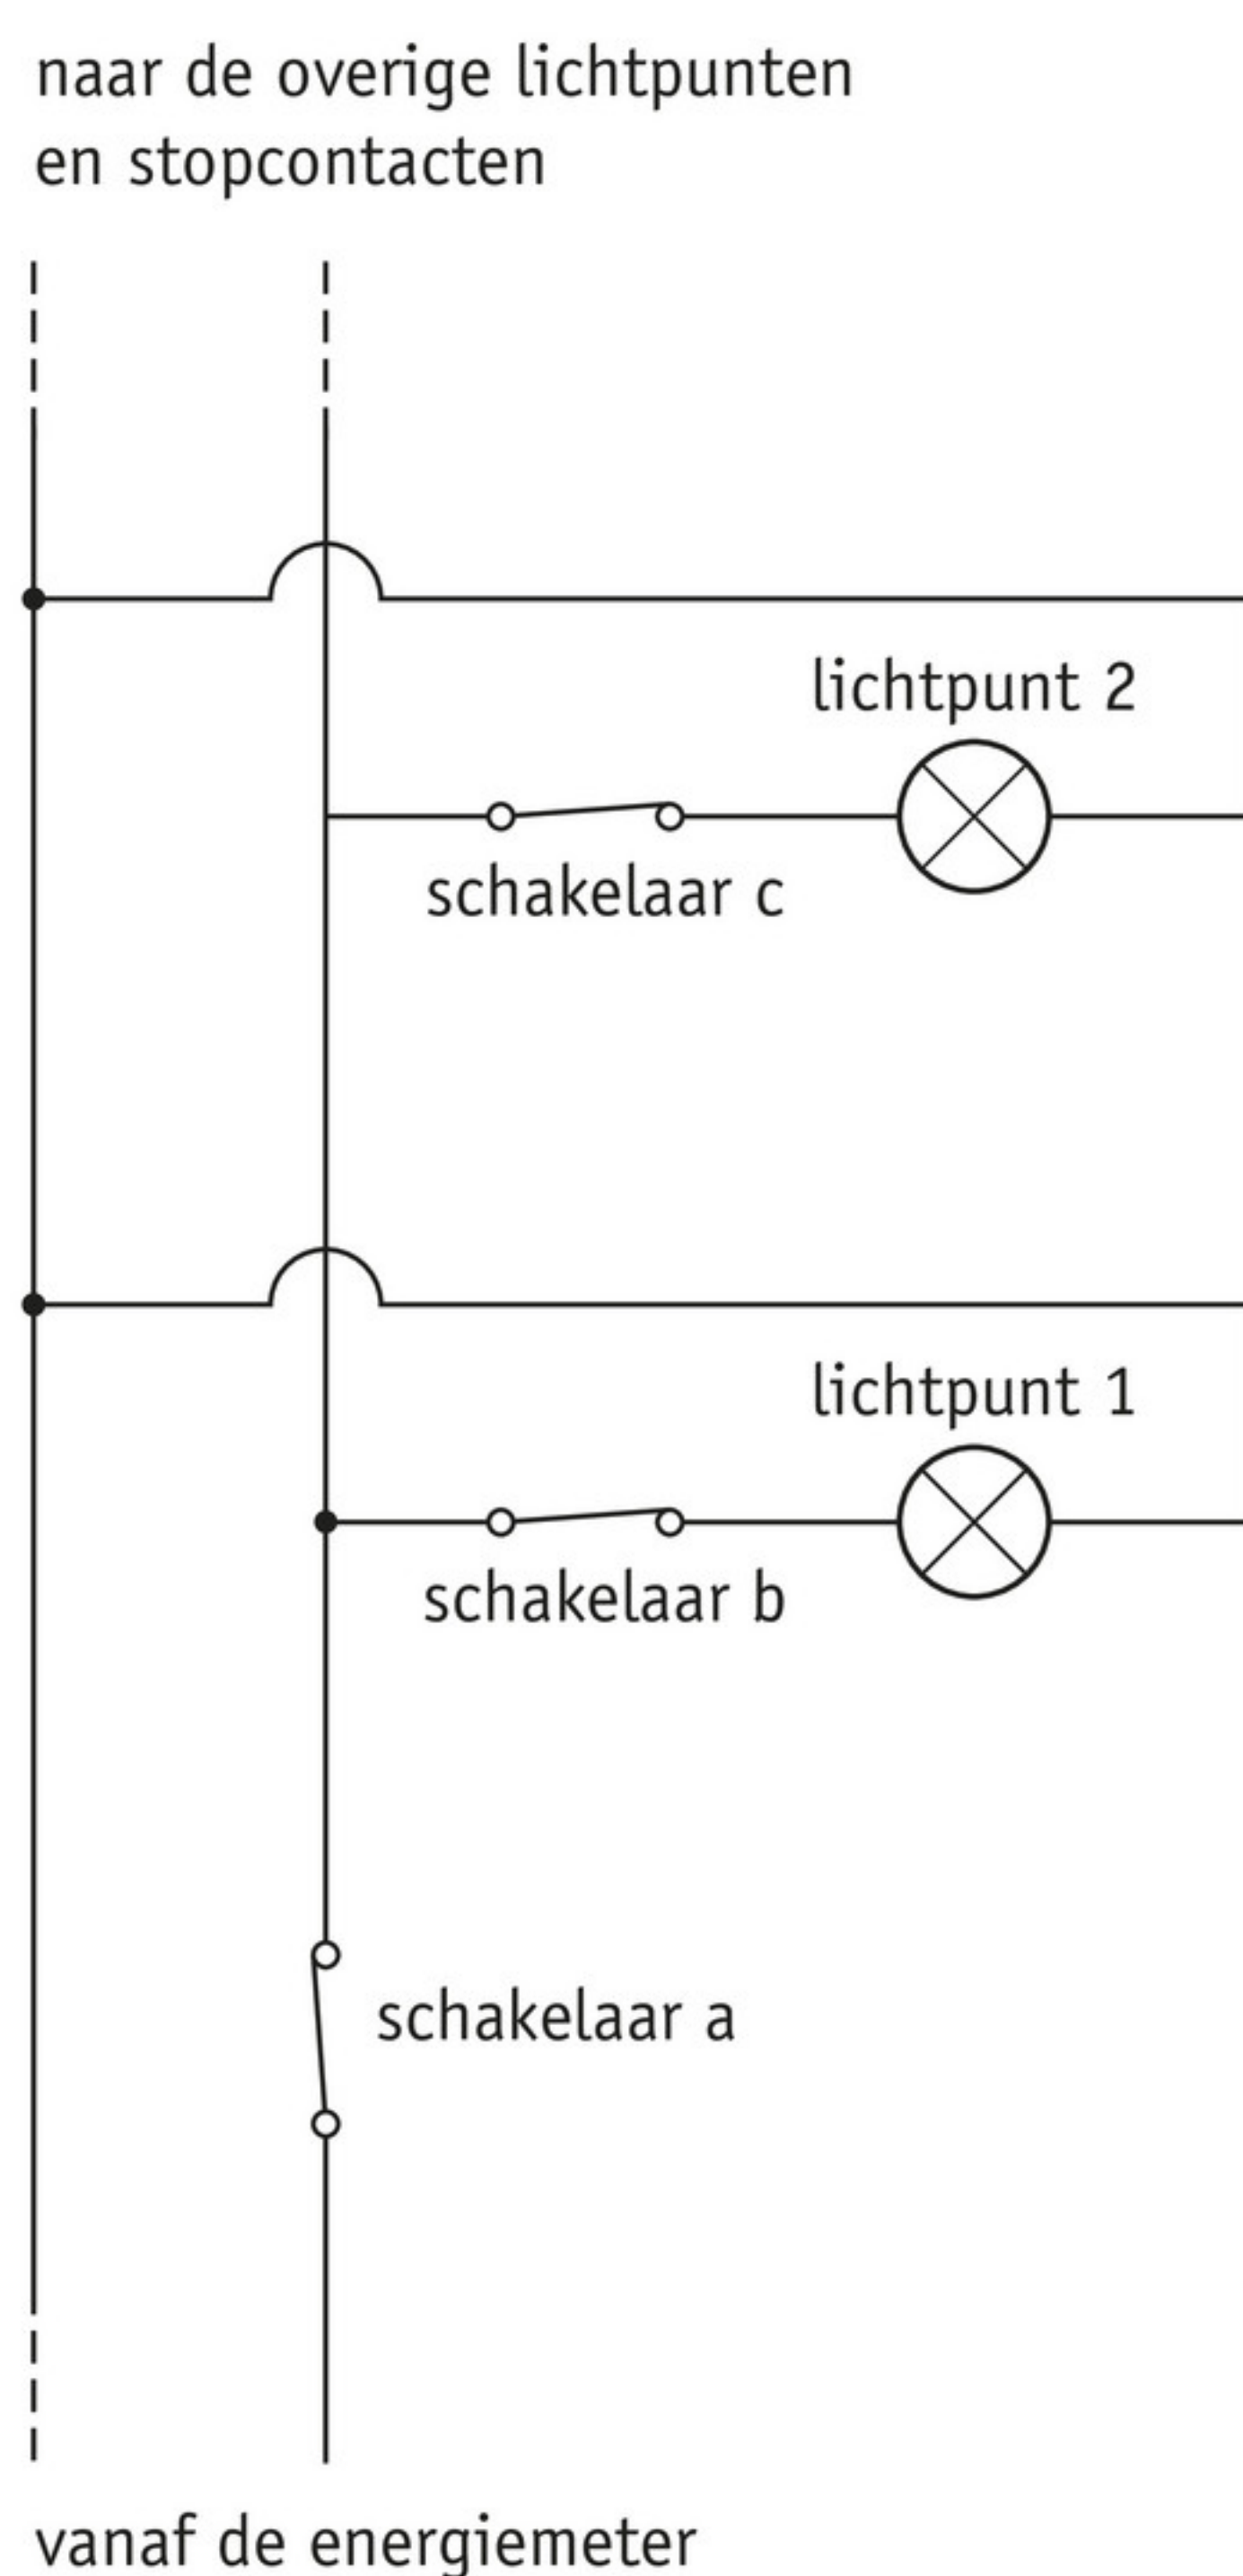 naar de overige lichtpunten
en stopcontacten
lichtpunt 2
schakelaar c
lichtpunt 1
schakelaar b
schakelaar a
vanaf de energiemeter